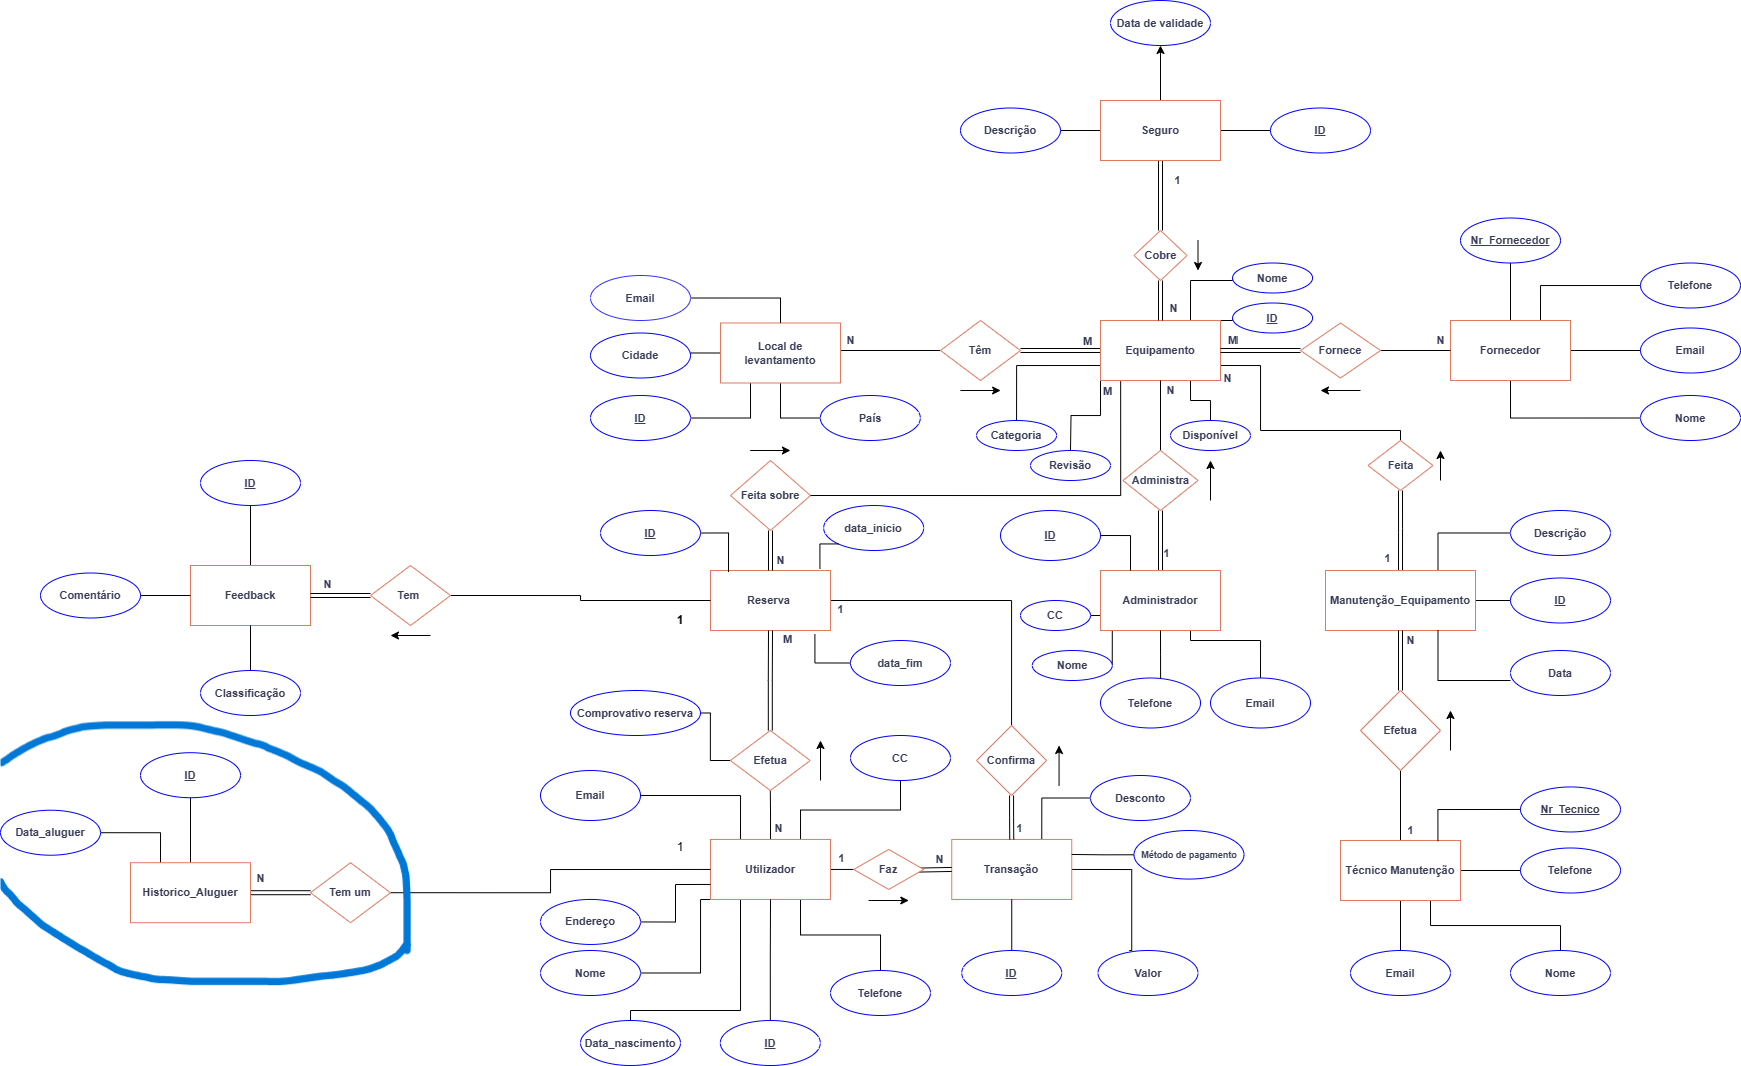 Data de validade
Descrição
Seguro
ID
1
Cobre
N
Nome
ID
Nr_Fornecedor
Telefone
Email
Nome
Fornecedor
N
Fornece
M
Equipamento
M
Têm
N
Local de
levantamento
Email
Cidade
ID
País
M
N
N
Categoria
Revisão
Disponível
Administra
Feita
Feita sobre
ID
data_inicio
N
Reserva
1
1
M
data_fim
ID
1
Administrador
CC
Nome
Telefone
Email
1
Manutenção_Equipamento
Descrição
ID
Data
N
ID
Comentário
Feedback
N
Tem
Classificação
Comprovativo reserva
Efetua
N
Confirma
1
Efetua
1
CC
Email
Desconto
Método de pagamento
Nr_Tecnico
Telefone
Técnico Manutenção
Email
Nome
ID
Data_aluguer
Historico_Aluguer
N
Tem um
1
Utilizador
1
Faz
N
Transação
Endereço
Nome
Data_nascimento
ID
Telefone
ID
Valor